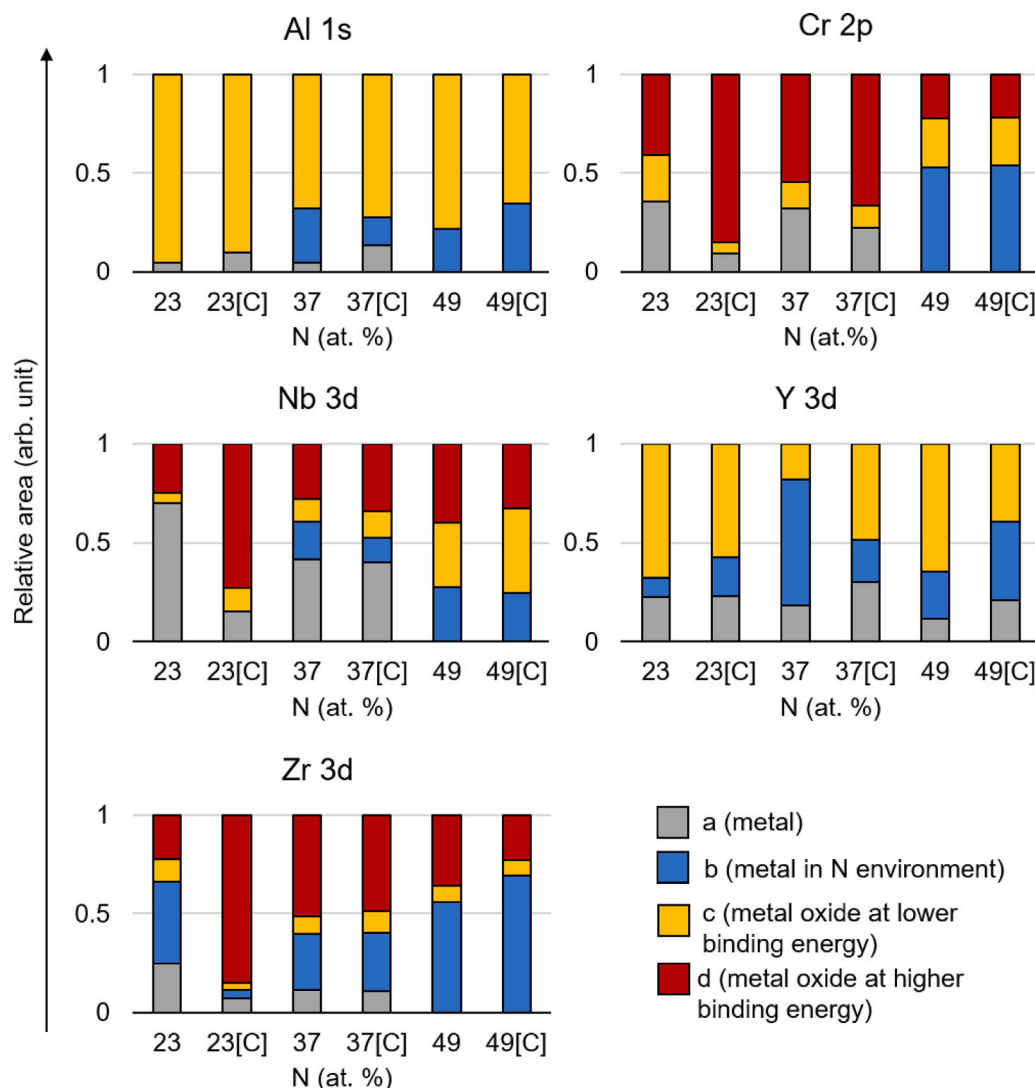 Al 1s
Cr 2p
Relative area (arb. unit)
1
0.5
0
23 23[C] 37 37[C] 49 49[C]
N (at. %)
1
0.5
0
23 23[C] 37 37[C] 49 49[C]
N (at.%)
Nb 3d
Y 3d
1
0.5
0
23 23[C] 37 37[C] 49 49[C]
N (at. %)
1
0.5
0
23 23[C] 37 37[C] 49 49[C]
N (at. %)
Zr 3d
1
0.5
0
23 23[C] 37 37[C] 49 49[C]
N (at. %)
a (metal)
b (metal in N environment)
c (metal oxide at lower
binding energy)
d (metal oxide at higher
binding energy)